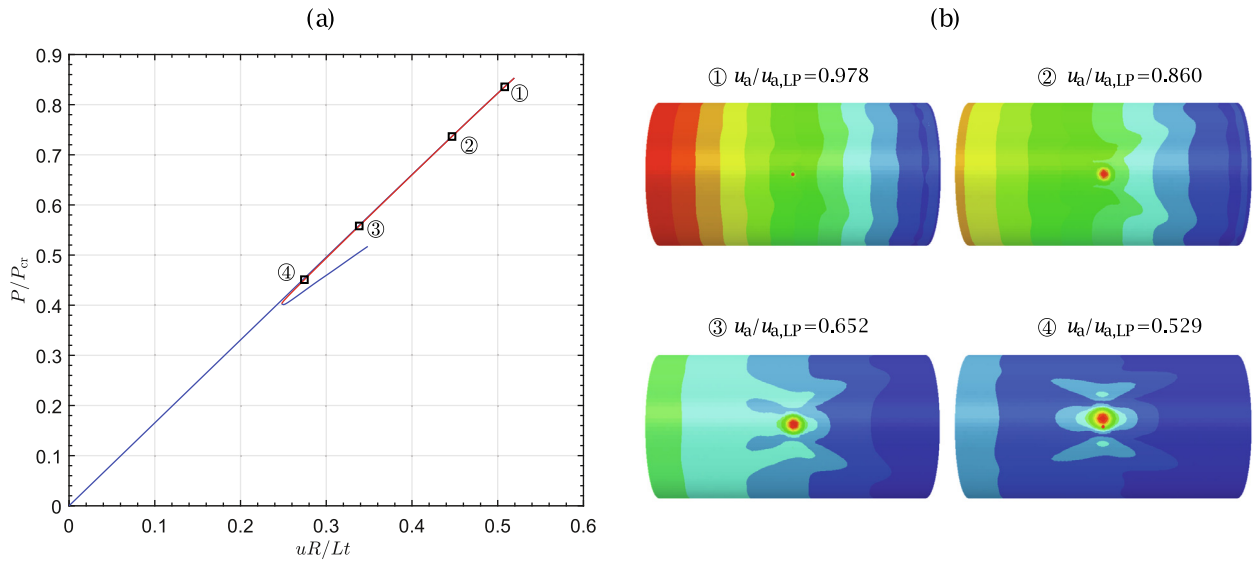 (a)
0.9
0.8
0.7
0.6
0.5
0.4
0.3
0.2
0.1
0
0
0.1
0.2
0.3
0.4
0.5
0.6
P/P_cr
uR/Lt
①
②
③
④
(b)
① u_a/u_a,LP=0.978
② u_a/u_a,LP=0.860
③ u_a/u_a,LP=0.652
④ u_a/u_a,LP=0.529